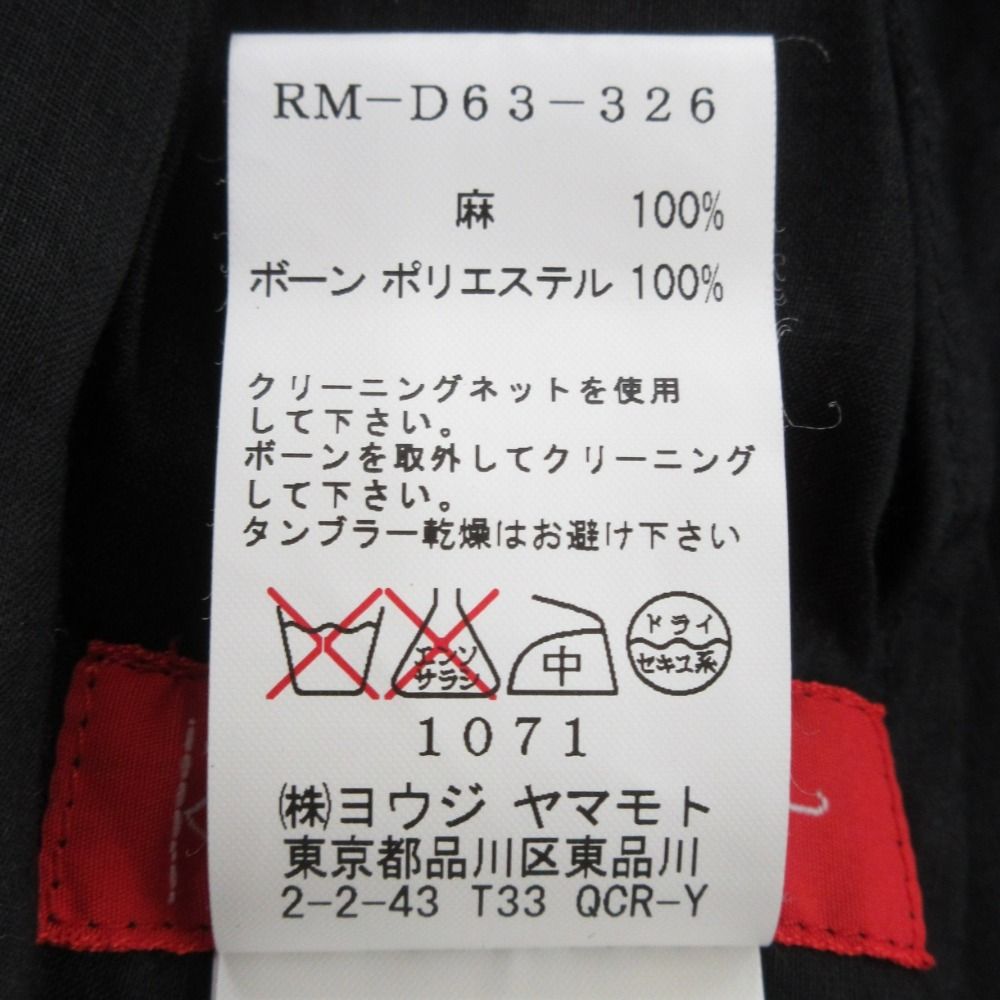 RM-D63-326
麻 100%
ボーン ポリエステル 100%
クリーニングネットを使用
して下さい。
ボーンを取外してクリーニング
して下さい。
タンブラー乾燥はお避け下さい
エンソ
サラシ
中
ドライ
セキユ系
1071
㈱ヨウジ ヤマモト
東京都品川区東品川
2-2-43 T33 QCR-Y